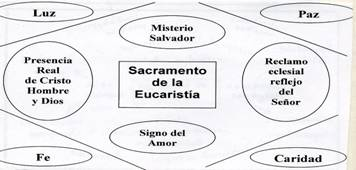 Luz
Paz
Misterio
Salvador
Presencia
Real
de Cristo
Hombre
y Dios
Sacramento
de la
Eucaristía
Reclamo
eclesial
reflejo
del
Señor
Signo del
Amor
Fe
Caridad